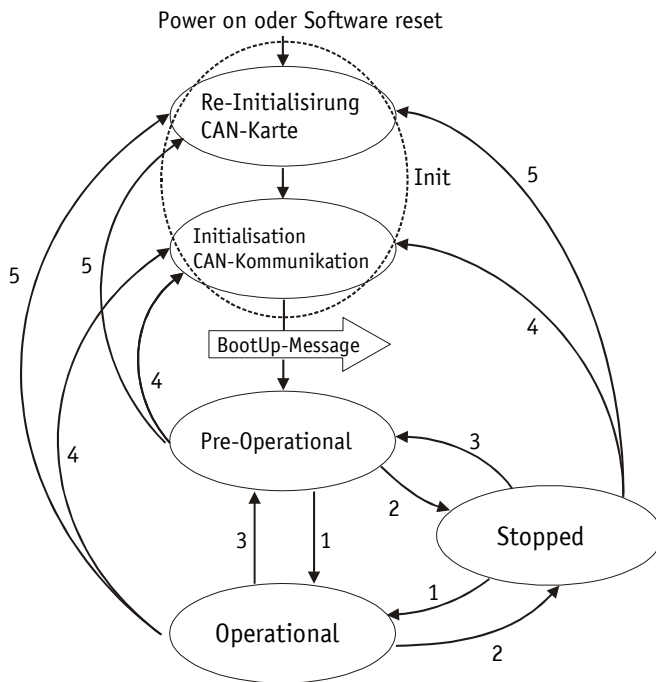 Power on oder Software reset
Re-Initialisirung
CAN-Karte
Init
5
Initialisation
CAN-Kommunikation
5
5
4
BootUp-Message
4
4
Pre-Operational
3
2
Stopped
3
1
1
Operational
2